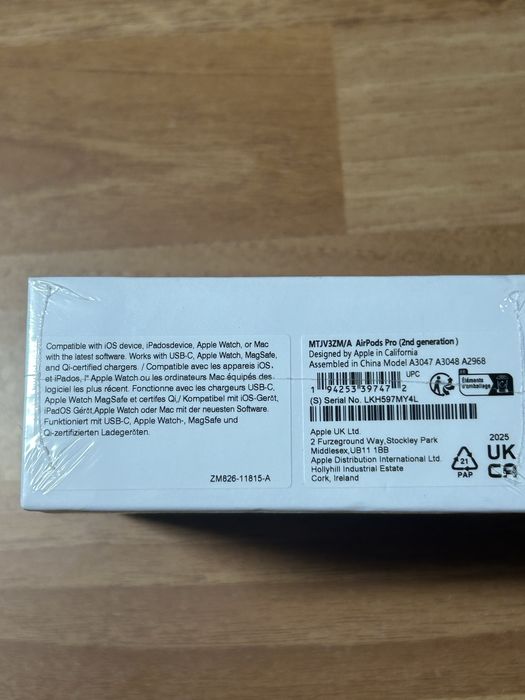 Compatible with iOS device, iPadosdevice, Apple Watch, or Mac
with the latest software. Works with USB-C, Apple Watch, MagSafe,
and Qi-certified chargers. / Compatible avec les appareils iOS,
et iPados, l' Apple Watch ou les ordinateurs Mac équipés des
logiciel les plus récent. Fonctionne avec les chargeurs USB-C,
Apple Watch MagSafe et certifes Qi,/ Kompatibel mit iOS-Geröt,
iPadOS Gëröt,Apple Watch oder Mac mit der neuesten Software.
Funktioniert mit USB-C, Apple Watch-, MagSafe und
Qi-zertifizierten Ladegeröten.
ZM826-11815-A
MTJV3ZM/A AirPods Pro (2nd generation )
Designed by Apple in California
Assembled in China Model A3047 A3048 A2968
UPC
1 94253 39747 2
(S) Serial No. LKH597MY4L
Éléments
d'emballage
Apple UK Ltd.
2 Furzeground Way,Stockley Park
Middlesex,UB11 1BB
Apple Distribution International Ltd.
Hollyhill Industrial Estate
Cork, Ireland
21
PAP
2025
UK
CA